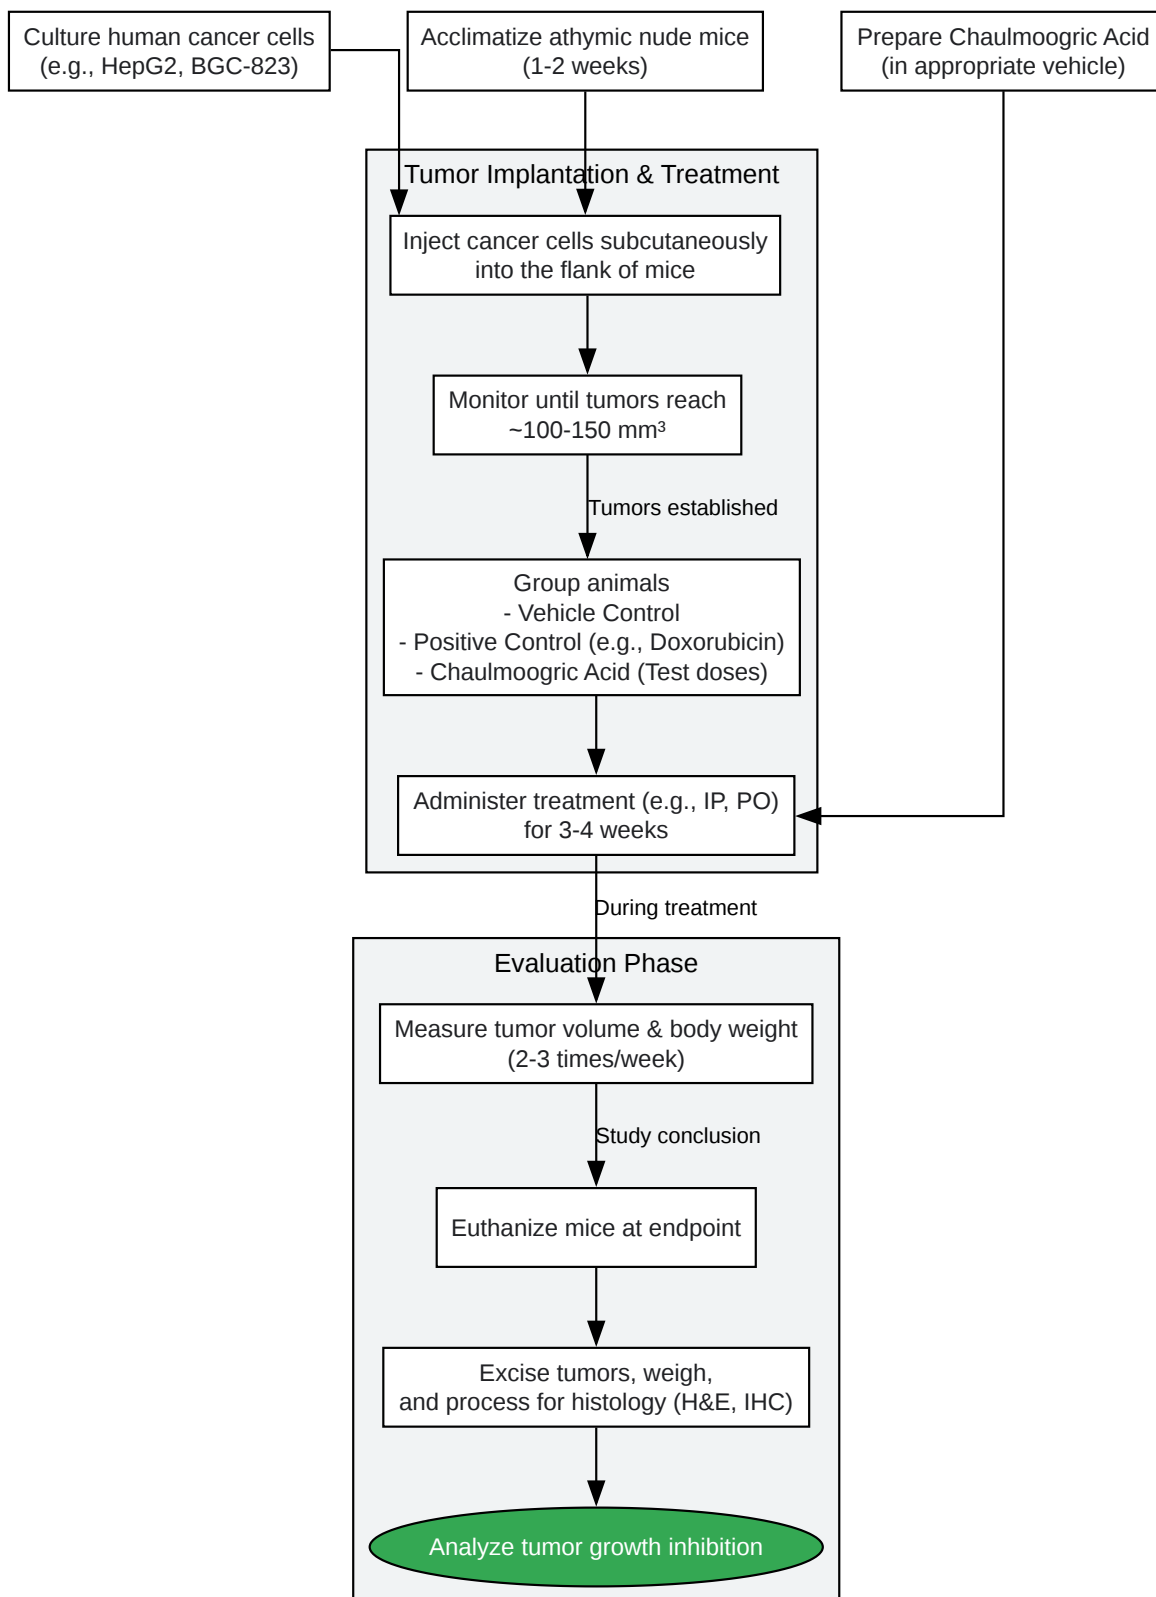 Culture human cancer cells
(e.g., HepG2, BGC-823)
Acclimatize athymic nude mice
(1-2 weeks)
Prepare Chaulmoogric Acid
(in appropriate vehicle)
Tumor Implantation & Treatment
Inject cancer cells subcutaneously
into the flank of mice
Monitor until tumors reach
~100-150 mm³
Tumors established
Group animals
- Vehicle Control
- Positive Control (e.g., Doxorubicin)
- Chaulmoogric Acid (Test doses)
Administer treatment (e.g., IP, PO)
for 3-4 weeks
During treatment
Evaluation Phase
Measure tumor volume & body weight
(2-3 times/week)
Study conclusion
Euthanize mice at endpoint
Excise tumors, weigh,
and process for histology (H&E, IHC)
Analyze tumor growth inhibition